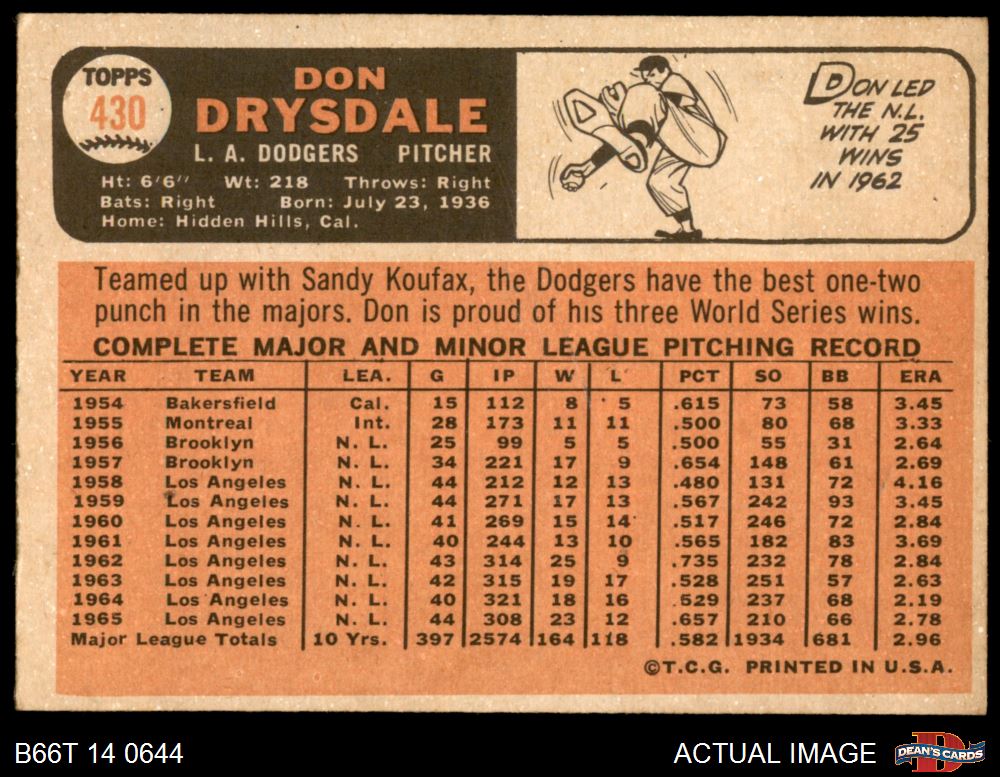 TOPPS
430
DON
DRYSDALE
L. A. DODGERS PITCHER
Ht: 6'6" Wt: 218 Throws: Right
Bats: Right Born: July 23, 1936
Home: Hidden Hills, Cal.
DON LED
THE N.L.
WITH 25
WINS
IN 1962
Teamed up with Sandy Koufax, the Dodgers have the best one-two
punch in the majors. Don is proud of his three World Series wins.
COMPLETE MAJOR AND MINOR LEAGUE PITCHING RECORD
YEAR TEAM LEA. G IP W L PCT SO BB ERA
1954 Bakersfield Cal. 15 112 8 5 .615 73 58 3.45
1955 Montreal Int. 28 173 11 11 .500 80 68 3.33
1956 Brooklyn N. L. 25 99 5 5 .500 55 31 2.64
1957 Brooklyn N. L. 34 221 17 9 .654 148 61 2.69
1958 Los Angeles N. L. 44 212 12 13 .480 131 72 4.16
1959 Los Angeles N. L. 44 271 17 13 .567 242 93 3.45
1960 Los Angeles N. L. 41 269 15 14 .517 246 72 2.84
1961 Los Angeles N. L. 40 244 13 10 .565 182 83 3.69
1962 Los Angeles N. L. 43 314 25 9 .735 232 78 2.84
1963 Los Angeles N. L. 42 315 19 17 .528 251 57 2.63
1964 Los Angeles N. L. 40 321 18 16 .529 237 68 2.19
1965 Los Angeles N. L. 44 308 23 12 .657 210 66 2.78
Major League Totals 10 Yrs. 397 2574 164 118 .582 1934 681 2.96
©T.C.G. PRINTED IN U.S.A.
B66T 14 0644 ACTUAL IMAGE DEAN'S CARDS